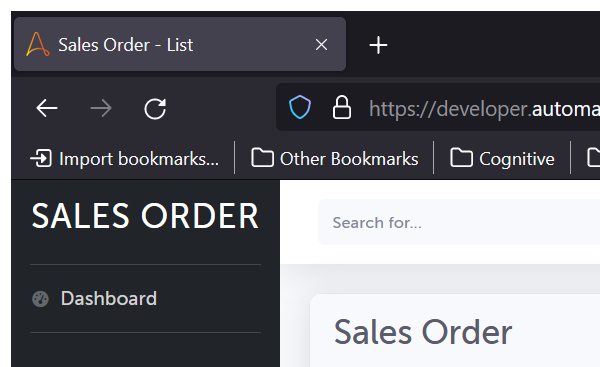 Sales Order - List
https://developer.automa
Import bookmarks...
Other Bookmarks
Cognitive
SALES ORDER
Search for...
Dashboard
Sales Order